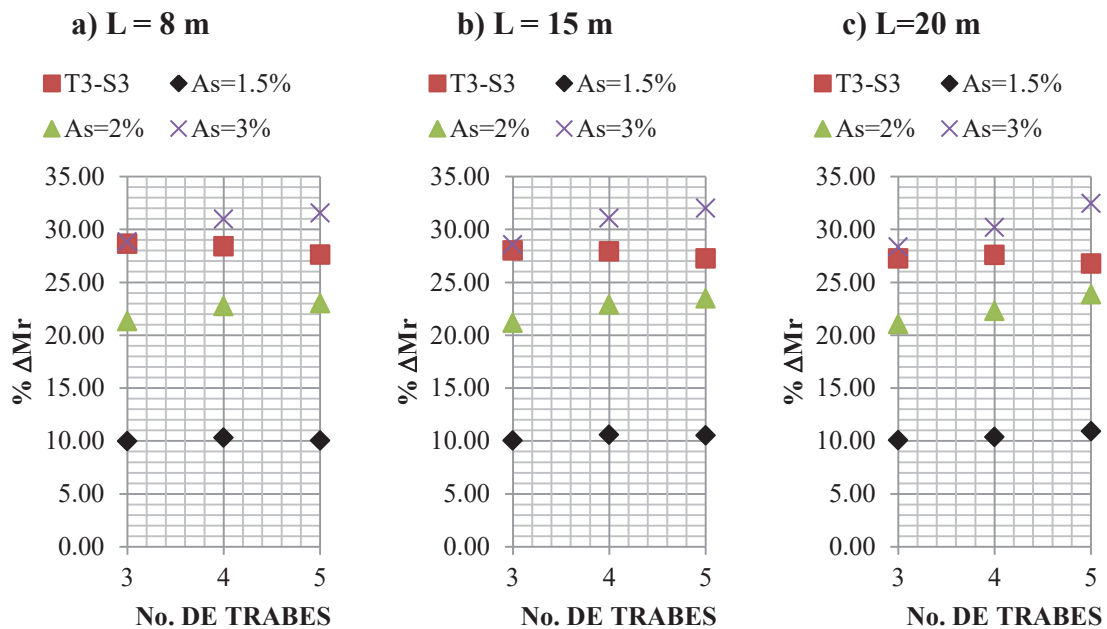 a) L = 8 m
T3-S3 As=1.5%
As=2% As=3%
% ΔMr
35.00
30.00
25.00
20.00
15.00
10.00
5.00
0.00
3 4 5
No. DE TRABES
b) L = 15 m
T3-S3 As=1.5%
As=2% As=3%
% ΔMr
35.00
30.00
25.00
20.00
15.00
10.00
5.00
0.00
3 4 5
No. DE TRABES
c) L=20 m
T3-S3 As=1.5%
As=2% As=3%
% ΔMr
35.00
30.00
25.00
20.00
15.00
10.00
5.00
0.00
3 4 5
No. DE TRABES